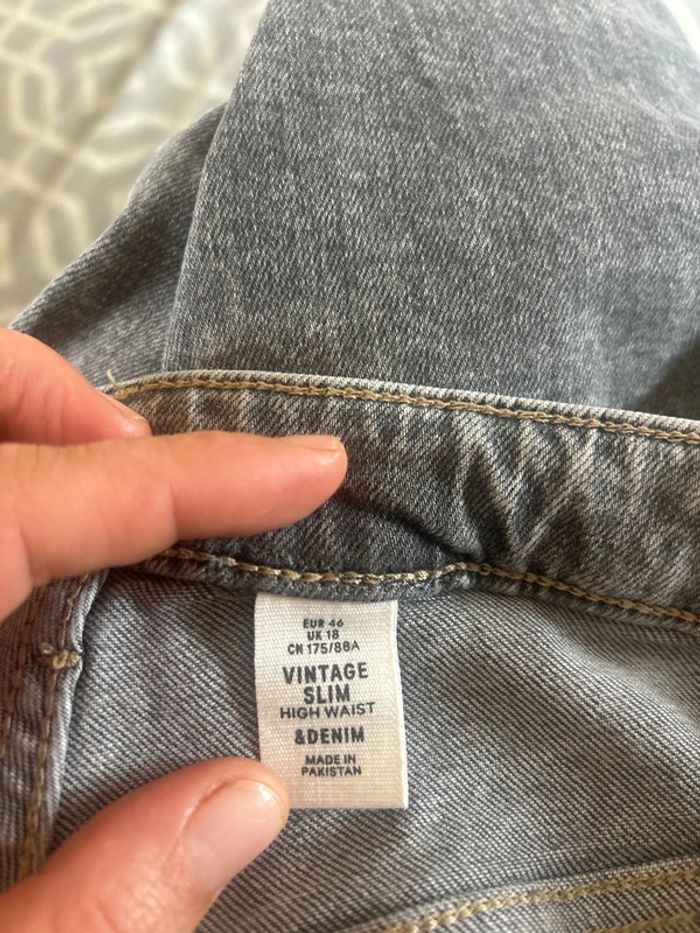 EUR 46
UK 18
CN 175/88A
VINTAGE
SLIM
HIGH WAIST
&DENIM
MADE IN
PAKISTAN